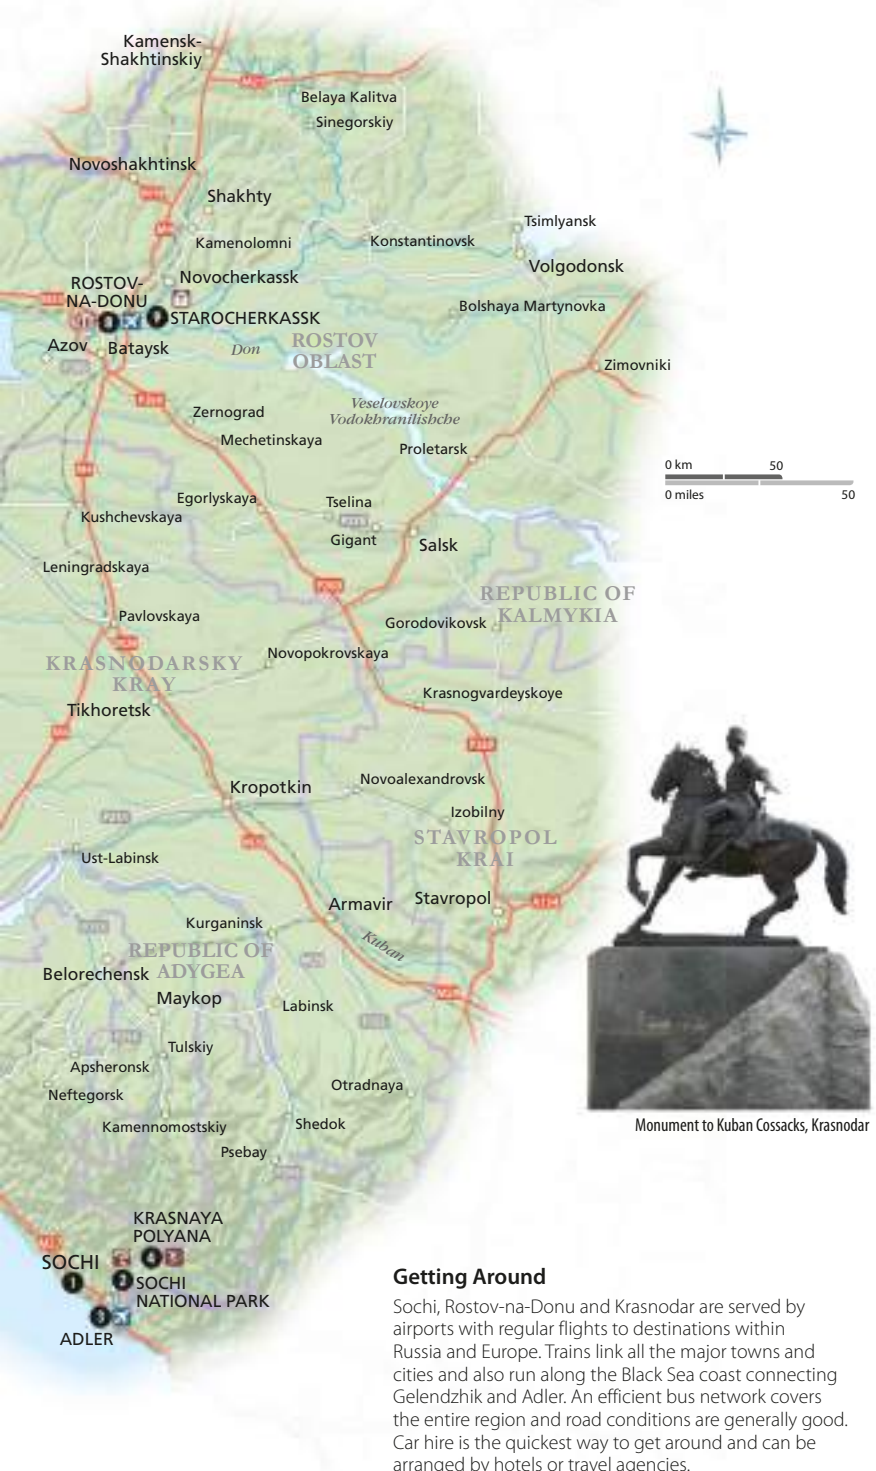 Kamensk-
Shakhtinskiy
Belaya Kalitva
Sinegorskiy
Novoshakhtinsk
Shakhty
Kamenolomni
Konstantinovsk
Tsimlyansk
Volgodonsk
Novocherkassk
ROSTOV-
NA-DONU
STAROCHERKASSK
Bolshaya Martynovka
Azov
Bataysk
Don
ROSTOV
OBLAST
Zimovniki
Veselovskoye
Vodokhranilishche
Zernograd
Mechetinskaya
Proletarsk
0 km 50
0 miles 50
Egorlyskaya
Tselina
Kushchevskaya
Gigant
Salsk
Leningradskaya
REPUBLIC OF
KALMYKIA
Pavlovskaya
Gorodovikovsk
Novopokrovskaya
KRASNODARSKY
KRAY
Krasnogvardeyskoye
Tikhoretsk
Kropotkin
Novoalexandrovsk
Izobilny
STAVROPOL
KRAI
Ust-Labinsk
Armavir
Stavropol
Kurganinsk
Kuban
REPUBLIC OF
ADYGEA
Belorechensk
Maykop
Labinsk
Tulskiy
Apsheronsk
Neftegorsk
Otradnaya
Kamennomostskiy
Shedok
Psebay
Monument to Kuban Cossacks, Krasnodar
KRASNAYA
POLYANA
4
SOCHI
1
2
SOCHI
NATIONAL PARK
3
ADLER
Getting Around
Sochi, Rostov-na-Donu and Krasnodar are served by
airports with regular flights to destinations within
Russia and Europe. Trains link all the major towns and
cities and also run along the Black Sea coast connecting
Gelendzhik and Adler. An efficient bus network covers
the entire region and road conditions are generally good.
Car hire is the quickest way to get around and can be
arranged by hotels or travel agencies.